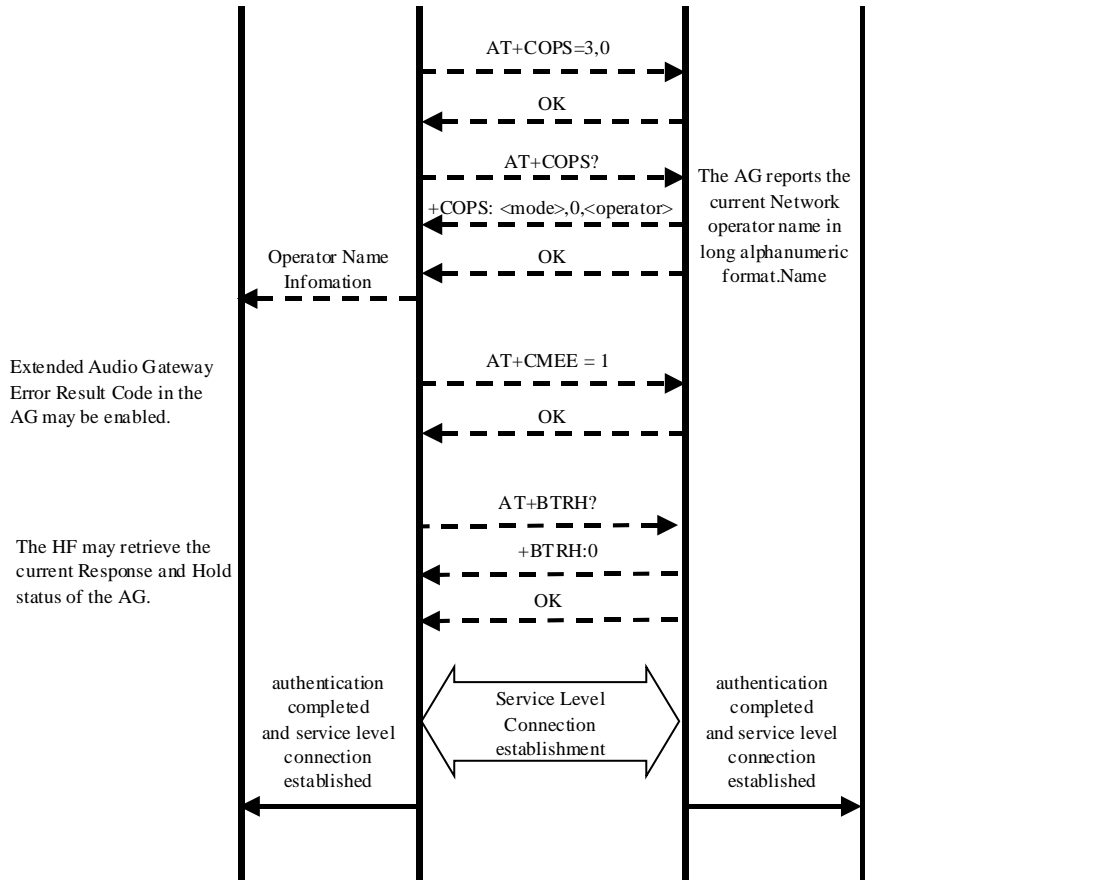 AT+COPS=3,0
OK
AT+COPS?
The AG reports the
current Network
operator name in
long alphanumeric
format.Name
+COPS: <mode>,0,<operator>
OK
Operator Name
Infomation
Extended Audio Gateway
Error Result Code in the
AG may be enabled.
AT+CMEE = 1
OK
AT+BTRH?
The HF may retrieve the
current Response and Hold
status of the AG.
+BTRH:0
OK
authentication
completed
and service level
connection
established
Service Level
Connection
establishment
authentication
completed
and service level
connection
established